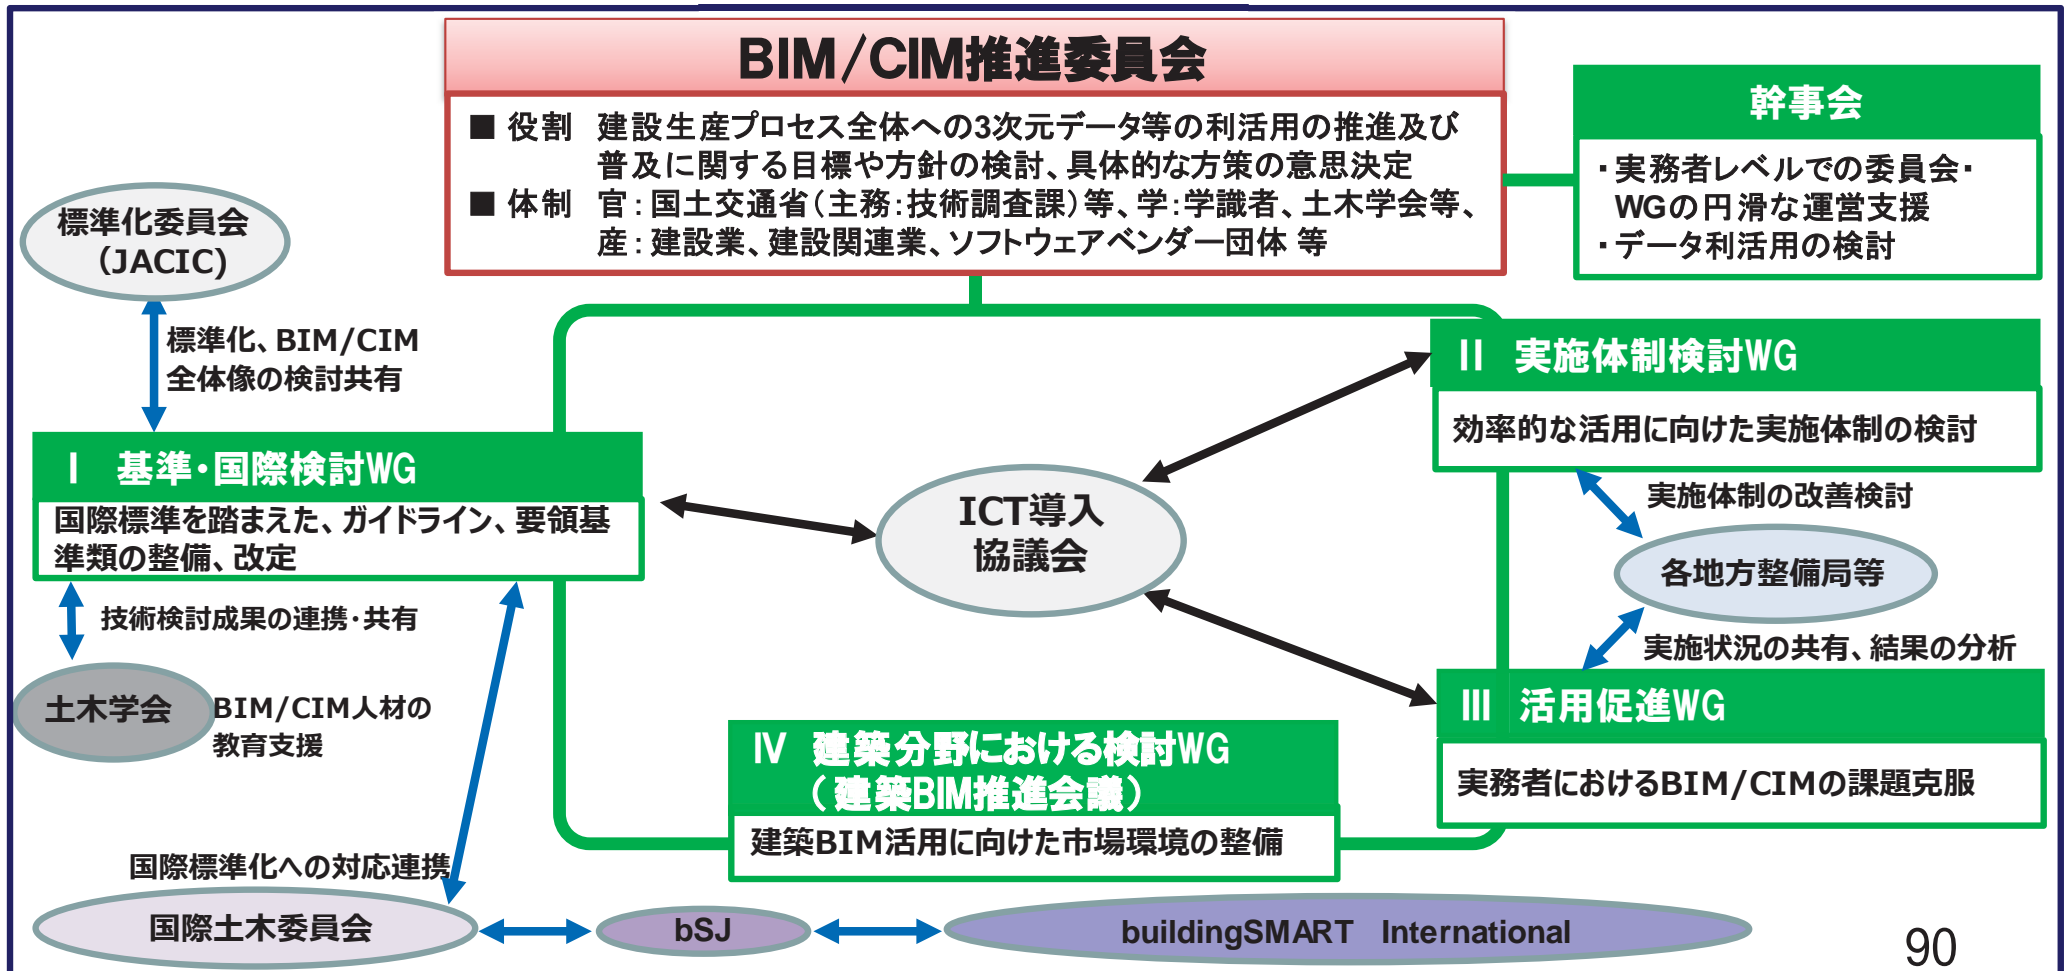 BIM/CIM推進委員会
■ 役割 建設生産プロセス全体への3次元データ等の利活用の推進及び
普及に関する目標や方針の検討、具体的な方策の意思決定
■ 体制 官：国土交通省（主務：技術調査課）等、学：学識者、土木学会等、
産：建設業、建設関連業、ソフトウェアベンダー団体 等
幹事会
・実務者レベルでの委員会・
WGの円滑な運営支援
・データ利活用の検討
標準化委員会
（JACIC)
標準化、BIM/CIM
全体像の検討共有
Ⅰ 基準・国際検討WG
国際標準を踏まえた、ガイドライン、要領基
準類の整備、改定
技術検討成果の連携・共有
土木学会
BIM/CIM人材の
教育支援
国際標準化への対応連携
国際土木委員会
bSJ
buildingSMART International
ICT導入
協議会
Ⅱ 実施体制検討WG
効率的な活用に向けた実施体制の検討
実施体制の改善検討
各地方整備局等
実施状況の共有、結果の分析
Ⅲ 活用促進WG
実務者におけるBIM/CIMの課題克服
Ⅳ 建築分野における検討WG
（建築BIM推進会議）
建築BIM活用に向けた市場環境の整備
90